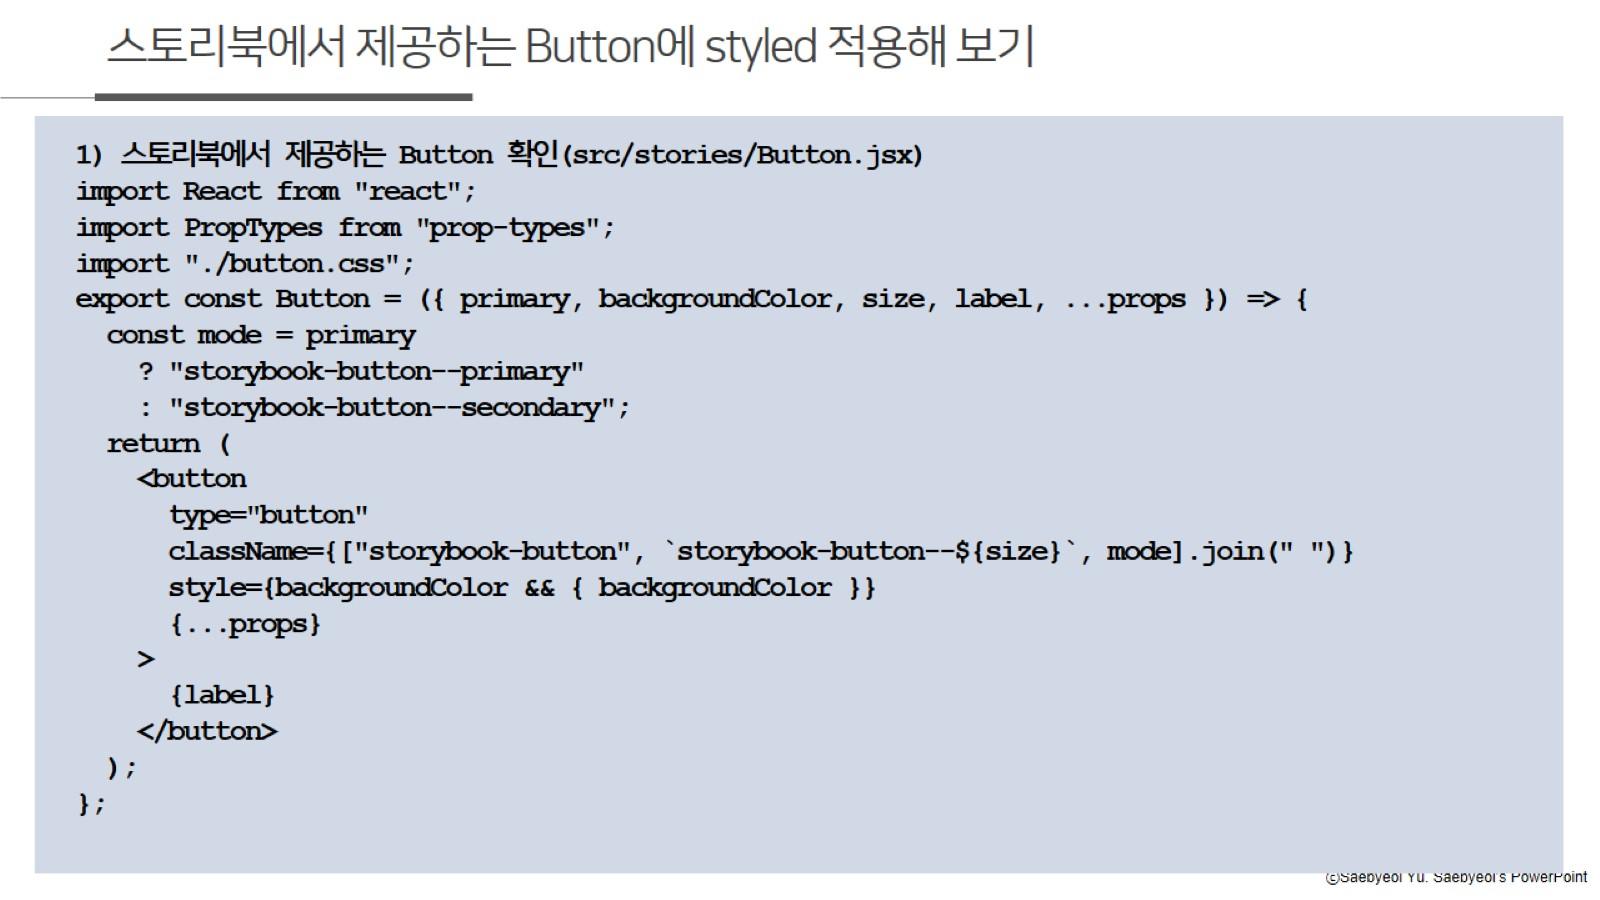 스토리북에서 제공하는 Button에 styled 적용해 보기
1) 스토리북에서 제공하는 Button 확인(src/stories/Button.jsx)
import React from "react";
import PropTypes from "prop-types";
import "./button.css";
export const Button = ({ primary, backgroundColor, size, label, ...props }) => {
  const mode = primary
    ? "storybook-button--primary"
    : "storybook-button--secondary";
  return (
    <button
      type="button"
      className={["storybook-button", `storybook-button--${size}`, mode].join(" ")}
      style={backgroundColor && { backgroundColor }}
      {...props}
    >
      {label}
    </button>
  );
};
ⓒSaebyeol Yu. Saebyeol's PowerPoint